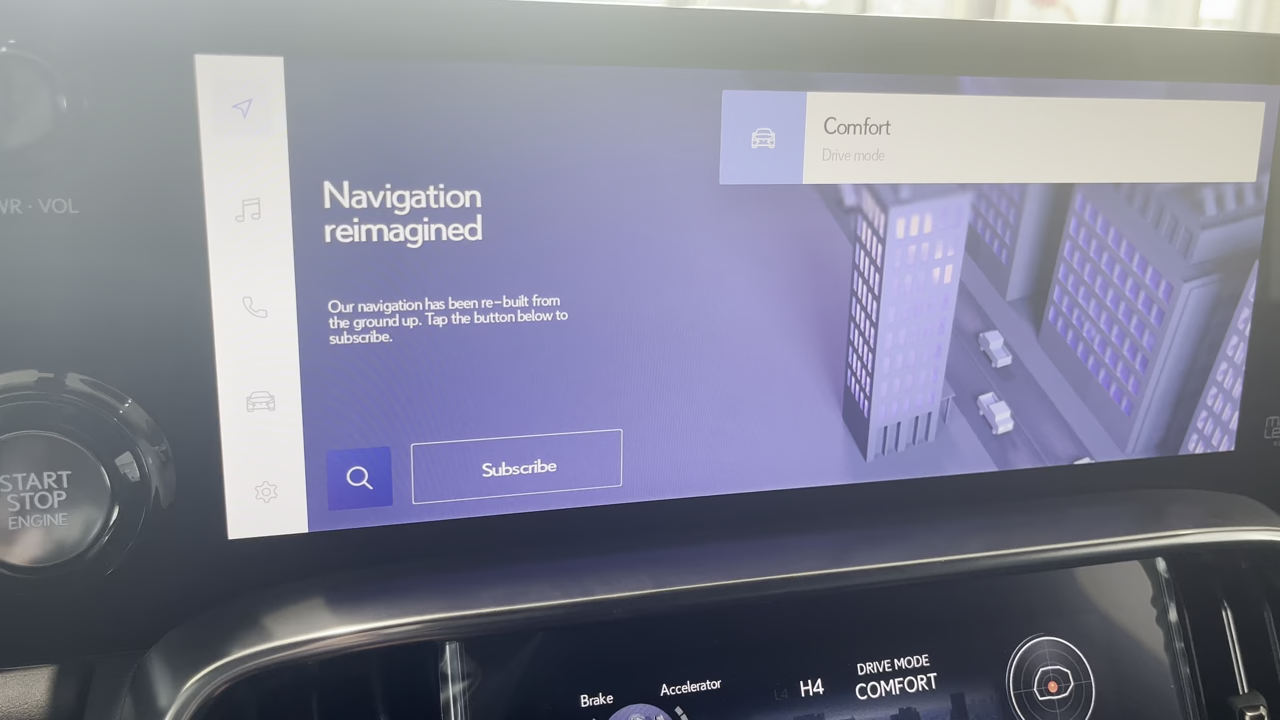 Comfort
Drive mode
Navigation
reimagined
VOL
Our navigation has been re-built from
the ground up. Tap the button below to
subscribe.
Subscribe
START
STOP
ENGINE
Brake
Accelerator
L4
H4
DRIVE MODE
COMFORT